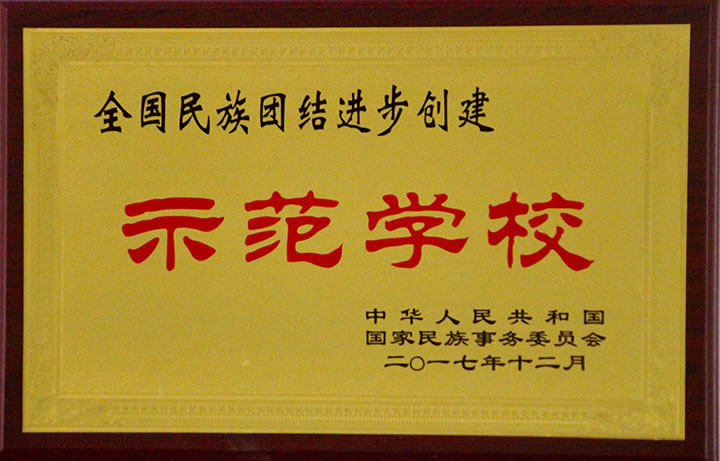 全国民族团结进步创建
示范学校
中华人民共和国
国家民族事务委员会
二〇一七年十二月